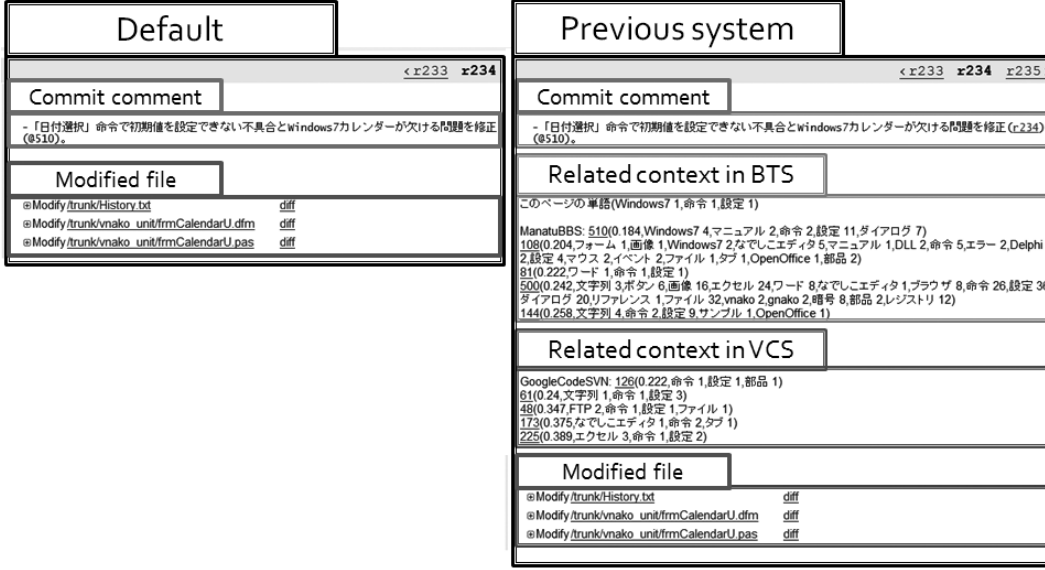 Default
‹ r233 r234
Commit comment
-「日付選択」命令で初期値を設定できない不具合とWindows7カレンダーが欠ける問題を修正
(@510)。
Modified file
Modify /trunk/History.txt diff
Modify /trunk/vnako_unit/frmCalendarU.dfm diff
Modify /trunk/vnako_unit/frmCalendarU.pas diff
Previous system
‹ r233 r234 r235
Commit comment
-「日付選択」命令で初期値を設定できない不具合とWindows7カレンダーが欠ける問題を修正(r234)
(@510)。
Related context in BTS
このページの単語(Windows7 1,命令 1,設定 1)
ManatuBBS: 510(0.184,Windows7 4,マニュアル 2,命令 2,設定 11,ダイアログ 7)
108(0.204,フォーム 1,画像 1,Windows7 2,なでしこエディタ 5,マニュアル 1,DLL 2,命令 5,エラー 2,Delphi
2,設定 4,マウス 2,イベント 2,ファイル 1,タブ 1,OpenOffice 1,部品 2)
81(0.222,ワード 1,命令 1,設定 1)
500(0.242,文字列 3,ボタン 6,画像 16,エクセル 24,ワード 8,なでしこエディタ 1,ブラウザ 8,命令 26,設定 36
ダイアログ 20,リファレンス 1,ファイル 32,vnako 2,gnako 2,暗号 8,部品 2,レジストリ 12)
144(0.258,文字列 4,命令 2,設定 9,サンプル 1,OpenOffice 1)
Related context in VCS
GoogleCodeSVN: 126(0.222,命令 1,設定 1,部品 1)
61(0.24,文字列 1,命令 1,設定 3)
48(0.347,FTP 2,命令 1,設定 1,ファイル 1)
173(0.375,なでしこエディタ 1,命令 2,タブ 1)
225(0.389,エクセル 3,命令 1,設定 2)
Modified file
Modify /trunk/History.txt diff
Modify /trunk/vnako_unit/frmCalendarU.dfm diff
Modify /trunk/vnako_unit/frmCalendarU.pas diff